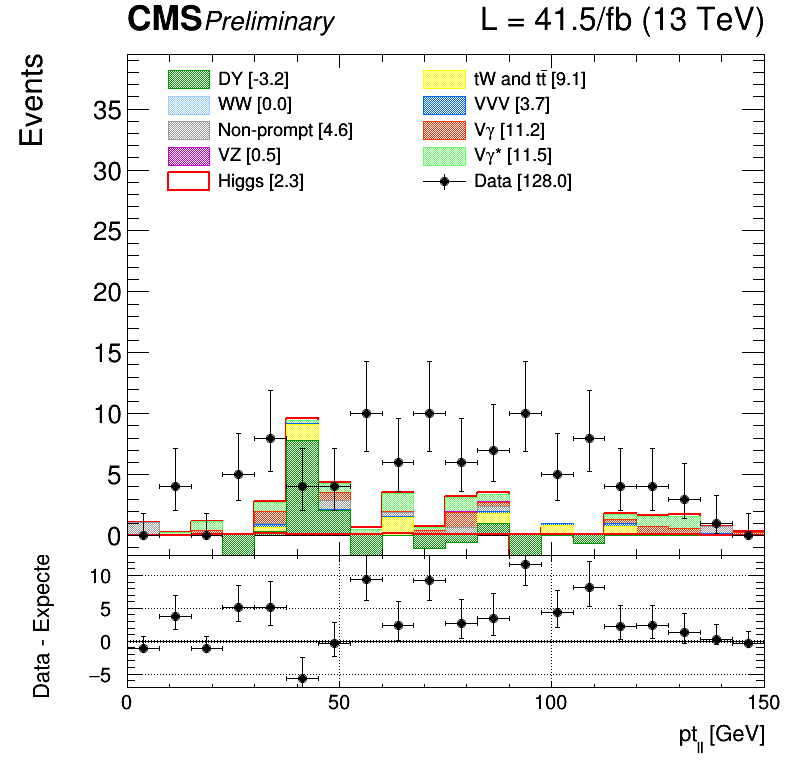 CMS Preliminary L = 41.5/fb (13 TeV)
Events
DY [-3.2] tW and tt̄ [9.1]
WW [0.0] VVV [3.7]
Non-prompt [4.6] Vγ [11.2]
VZ [0.5] Vγ* [11.5]
Higgs [2.3] Data [128.0]
35
30
25
20
15
10
5
0
Data - Expecte
10
5
0
−5
0 50 100 150
pt_ll [GeV]